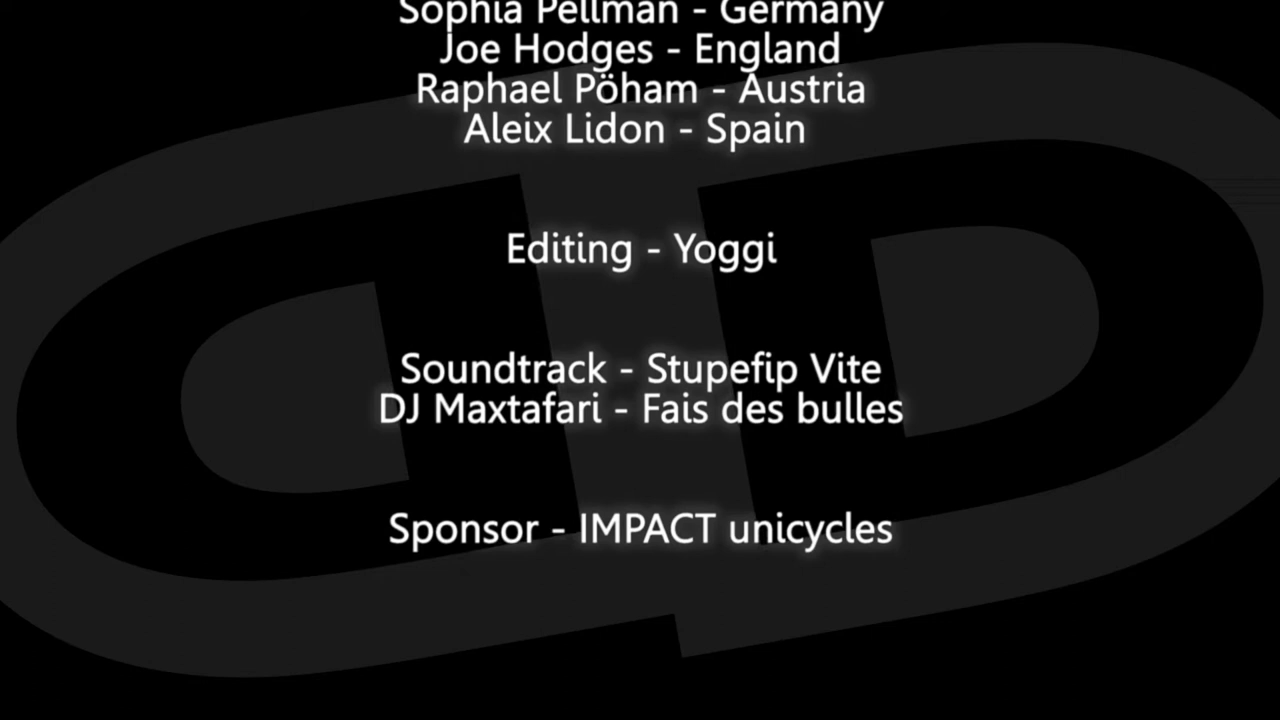 Sophia Pellman - Germany
Joe Hodges - England
Raphael Pöham - Austria
Aleix Lidon - Spain
Editing - Yoggi
Soundtrack - Stupefip Vite
DJ Maxtafari - Fais des bulles
Sponsor - IMPACT unicycles